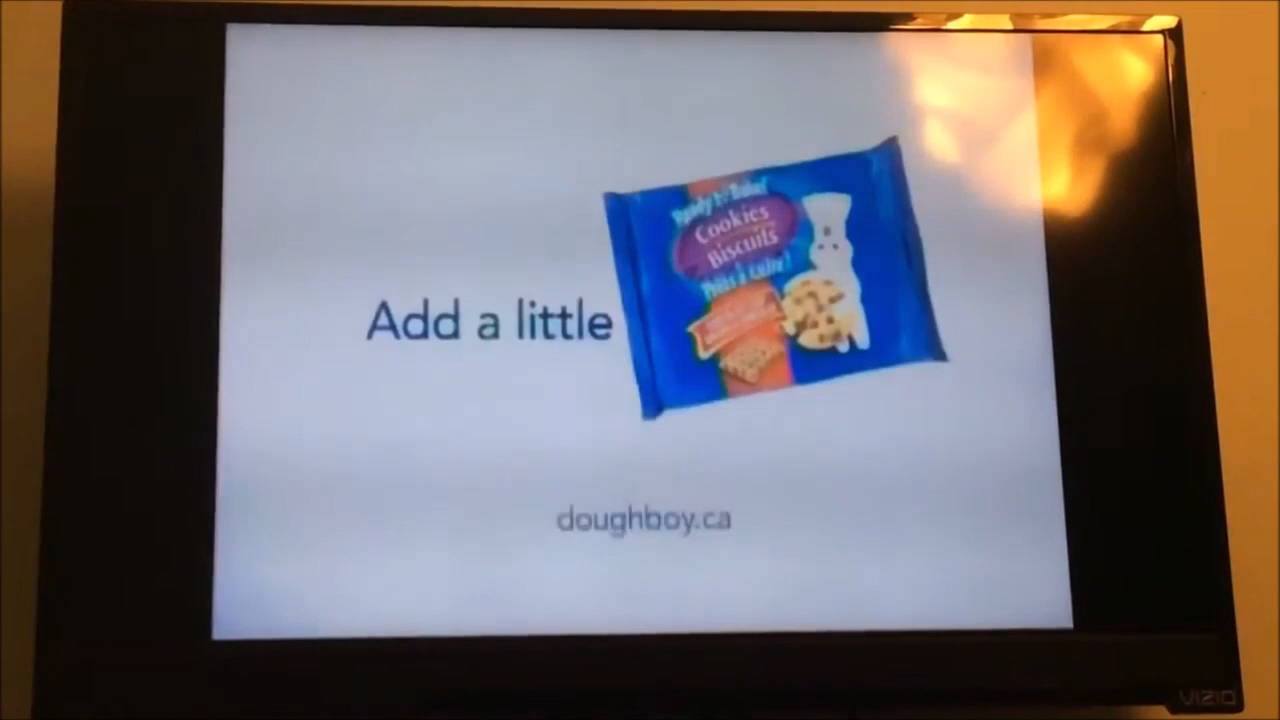 Ready to Bake!
Cookies
Biscuits
Prêts à Cuire!
Add a little
doughboy.ca
VIZIO